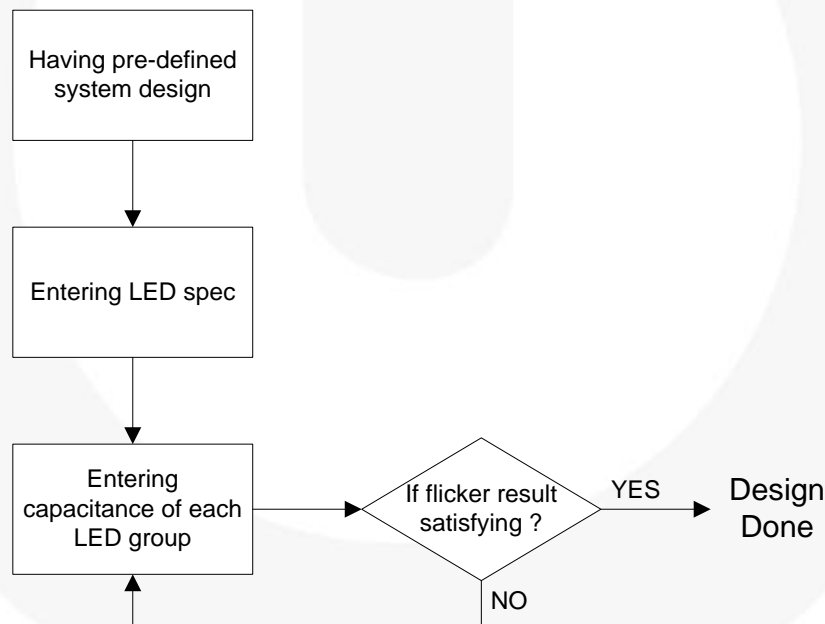 Having pre-defined
system design
Entering LED spec
Entering
capacitance of each
LED group
If flicker result
satisfying ?
YES
Design
Done
NO